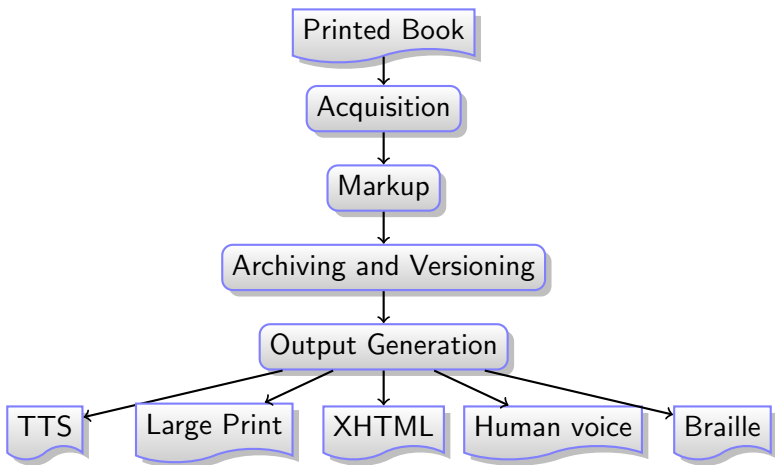 Printed Book
Acquisition
Markup
Archiving and Versioning
Output Generation
TTS
Large Print
XHTML
Human voice
Braille